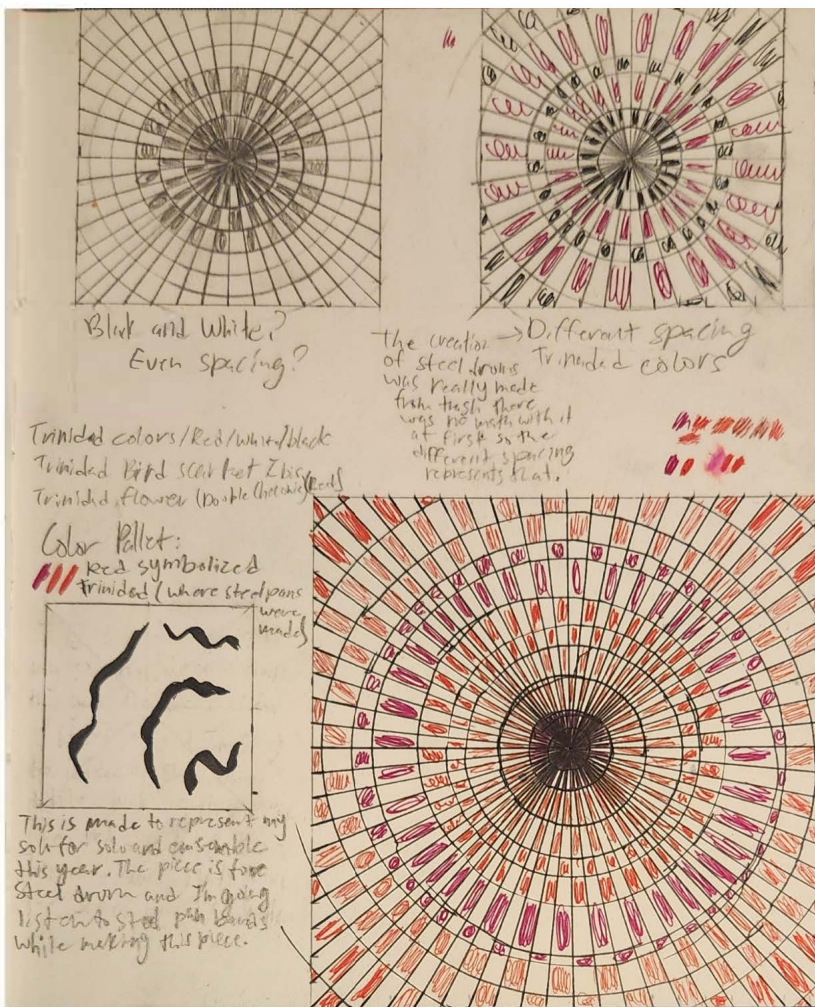 Black and White?
Even spacing?
The creation
of steel drums
was really made
from trash there
was no math with it
at first so the
different spacing
represents that.
→ Different spacing
Trinidad colors
Trinidad colors/Red/white/black
Trinidad Bird scarket Ibis
Trinidad flower (Double Chaconia)(Red)
Color Pallet:
Red symbolized
Trinidad (where steel pans
were
made)
This is made to represent my
solo for solo and ensomble
this year. The piece is fore
Steel drum and I'm going
listen to steel pan bands
while making this piece.